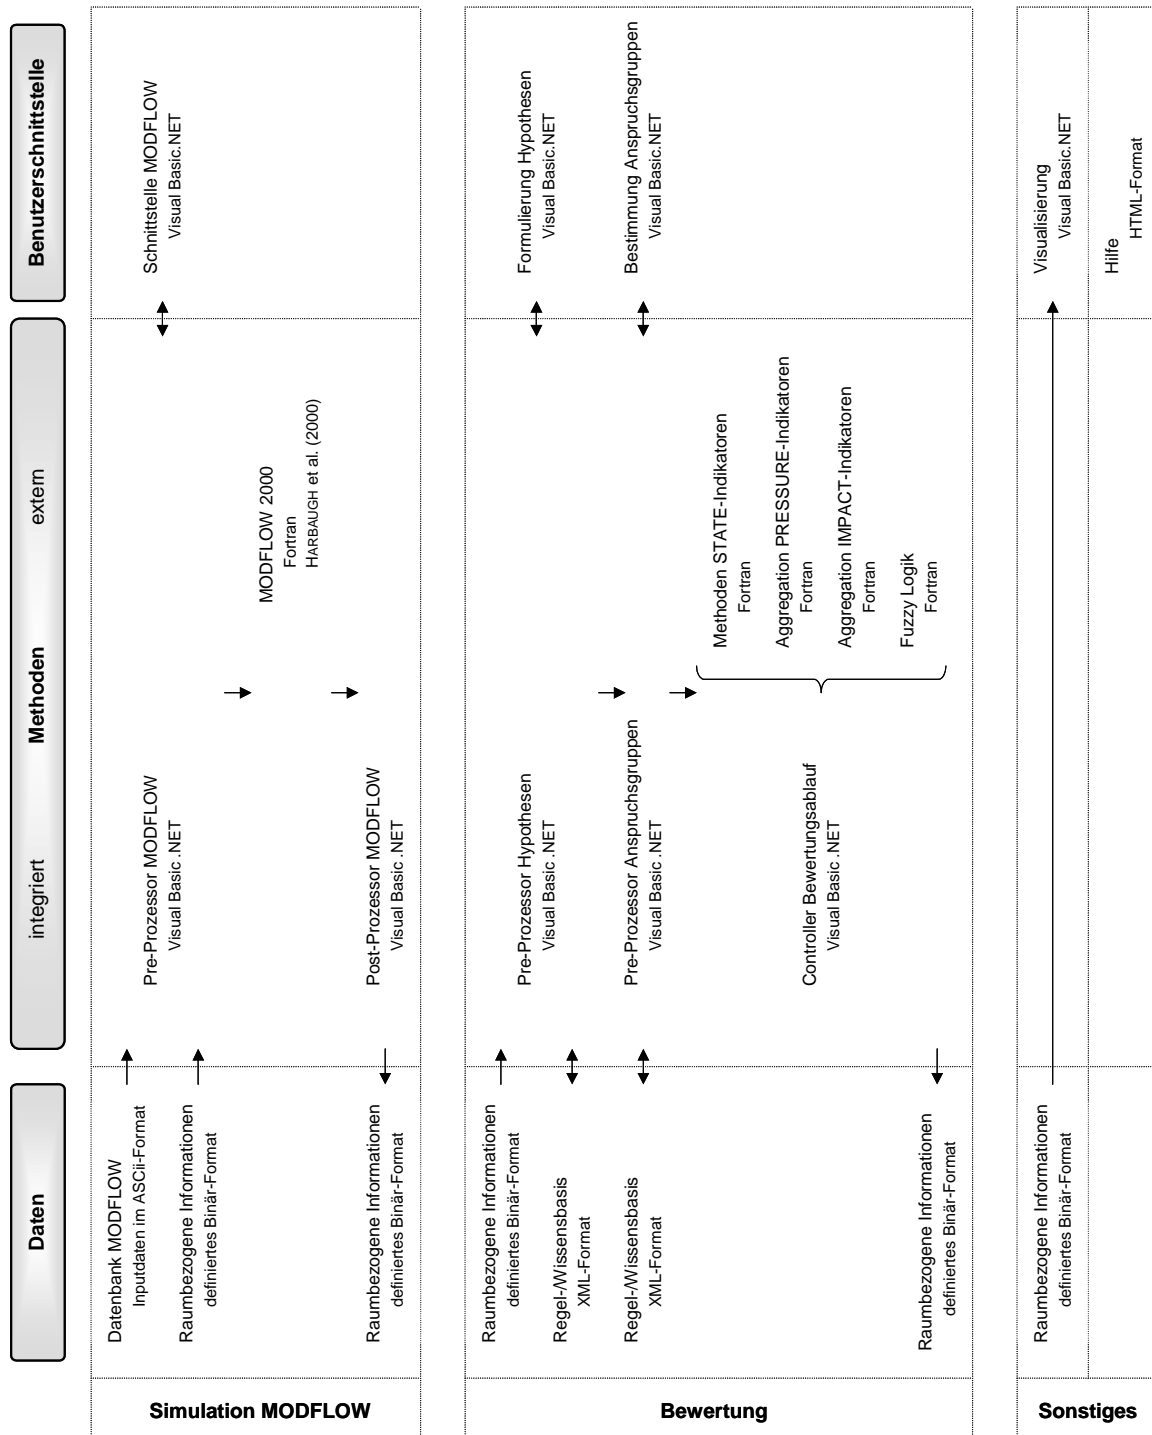 Daten
Methoden
integriert
extern
Benutzerschnittstelle
Simulation MODFLOW
Datenbank MODFLOW
Inputdaten im ASCii-Format
Raumbezogene Informationen
definiertes Binär-Format
Raumbezogene Informationen
definiertes Binär-Format
Pre-Prozessor MODFLOW
Visual Basic .NET
Post-Prozessor MODFLOW
Visual Basic .NET
MODFLOW 2000
Fortran
HARBAUGH et al. (2000)
Schnittstelle MODFLOW
Visual Basic.NET
Bewertung
Raumbezogene Informationen
definiertes Binär-Format
Regel-/Wissensbasis
XML-Format
Regel-/Wissensbasis
XML-Format
Raumbezogene Informationen
definiertes Binär-Format
Pre-Prozessor Hypothesen
Visual Basic .NET
Pre-Prozessor Anspruchsgruppen
Visual Basic .NET
Controller Bewertungsablauf
Visual Basic .NET
Methoden STATE-Indikatoren
Fortran
Aggregation PRESSURE-Indikatoren
Fortran
Aggregation IMPACT-Indikatoren
Fortran
Fuzzy Logik
Fortran
Formulierung Hypothesen
Visual Basic.NET
Bestimmung Anspruchsgruppen
Visual Basic.NET
Sonstiges
Raumbezogene Informationen
definiertes Binär-Format
Visualisierung
Visual Basic.NET
Hilfe
HTML-Format